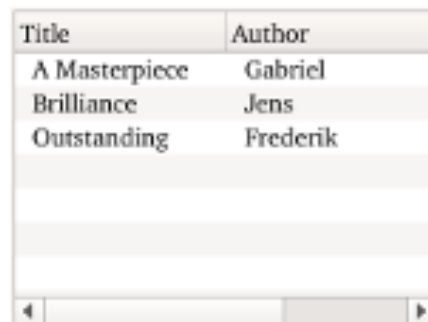 Title Author
A Masterpiece Gabriel
Brilliance Jens
Outstanding Frederik